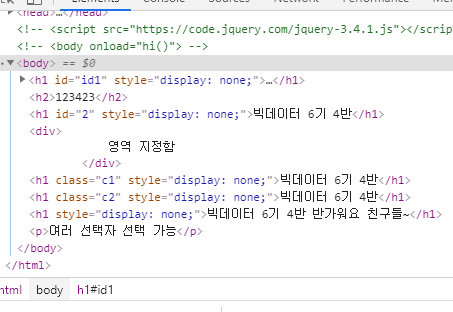 Elements
▸<head>…</head>
<!-- <script src="https://code.jquery.com/jquery-3.4.1.js"></script
<!-- <body onload="hi()"> -->
▾<body> == $0
▸<h1 id="id1" style="display: none;">…</h1>
<h2>123423</h2>
<h1 id="2" style="display: none;">빅데이터 6기 4반</h1>
<div>
영역 지정함
</div>
<h1 class="c1" style="display: none;">빅데이터 6기 4반</h1>
<h1 class="c2" style="display: none;">빅데이터 6기 4반</h1>
<h1 style="display: none;">빅데이터 6기 4반 반가워요 친구들~</h1>
<p>여러 선택자 선택 가능</p>
</body>
</html>
html body h1#id1